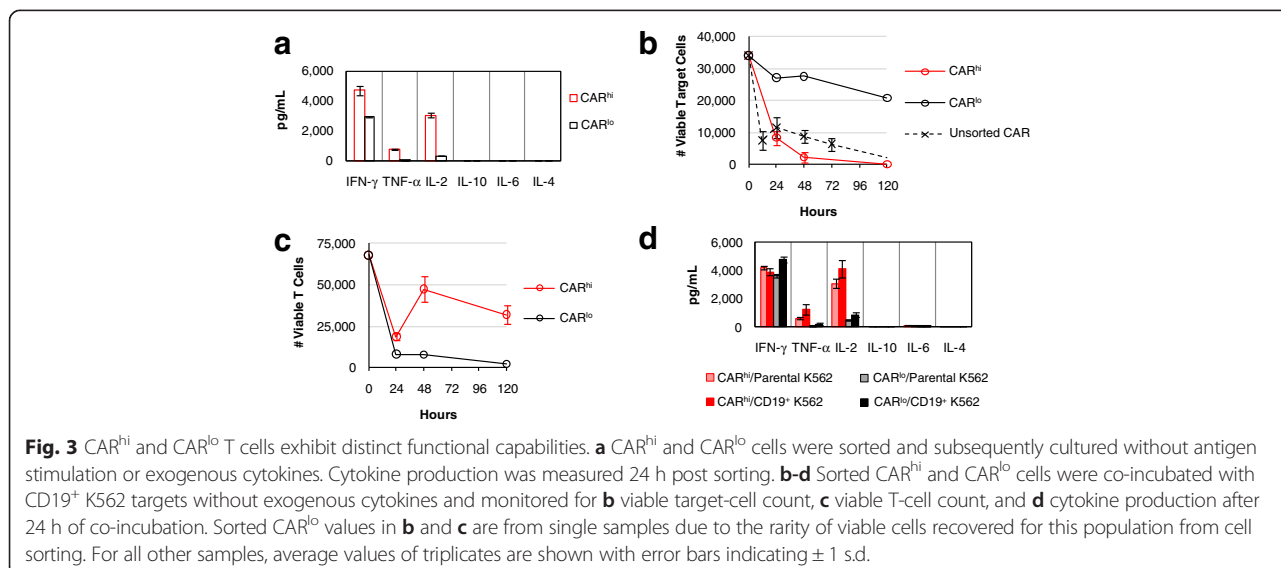 a
6,000
4,000
2,000
0
pg/mL
IFN-γ TNF-α IL-2 IL-10 IL-6 IL-4
CARʰⁱ
CARˡᵒ
b
40,000
30,000
20,000
10,000
0
# Viable Target Cells
0 24 48 72 96 120
Hours
CARʰⁱ
CARˡᵒ
Unsorted CAR
c
75,000
50,000
25,000
0
# Viable T Cells
0 24 48 72 96 120
Hours
CARʰⁱ
CARˡᵒ
d
6,000
4,000
2,000
0
pg/mL
IFN-γ TNF-α IL-2 IL-10 IL-6 IL-4
CARʰⁱ/Parental K562 CARˡᵒ/Parental K562
CARʰⁱ/CD19⁺ K562 CARˡᵒ/CD19⁺ K562
Fig. 3 CARʰⁱ and CARˡᵒ T cells exhibit distinct functional capabilities. a CARʰⁱ and CARˡᵒ cells were sorted and subsequently cultured without antigen
stimulation or exogenous cytokines. Cytokine production was measured 24 h post sorting. b-d Sorted CARʰⁱ and CARˡᵒ cells were co-incubated with
CD19⁺ K562 targets without exogenous cytokines and monitored for b viable target-cell count, c viable T-cell count, and d cytokine production after
24 h of co-incubation. Sorted CARˡᵒ values in b and c are from single samples due to the rarity of viable cells recovered for this population from cell
sorting. For all other samples, average values of triplicates are shown with error bars indicating ± 1 s.d.